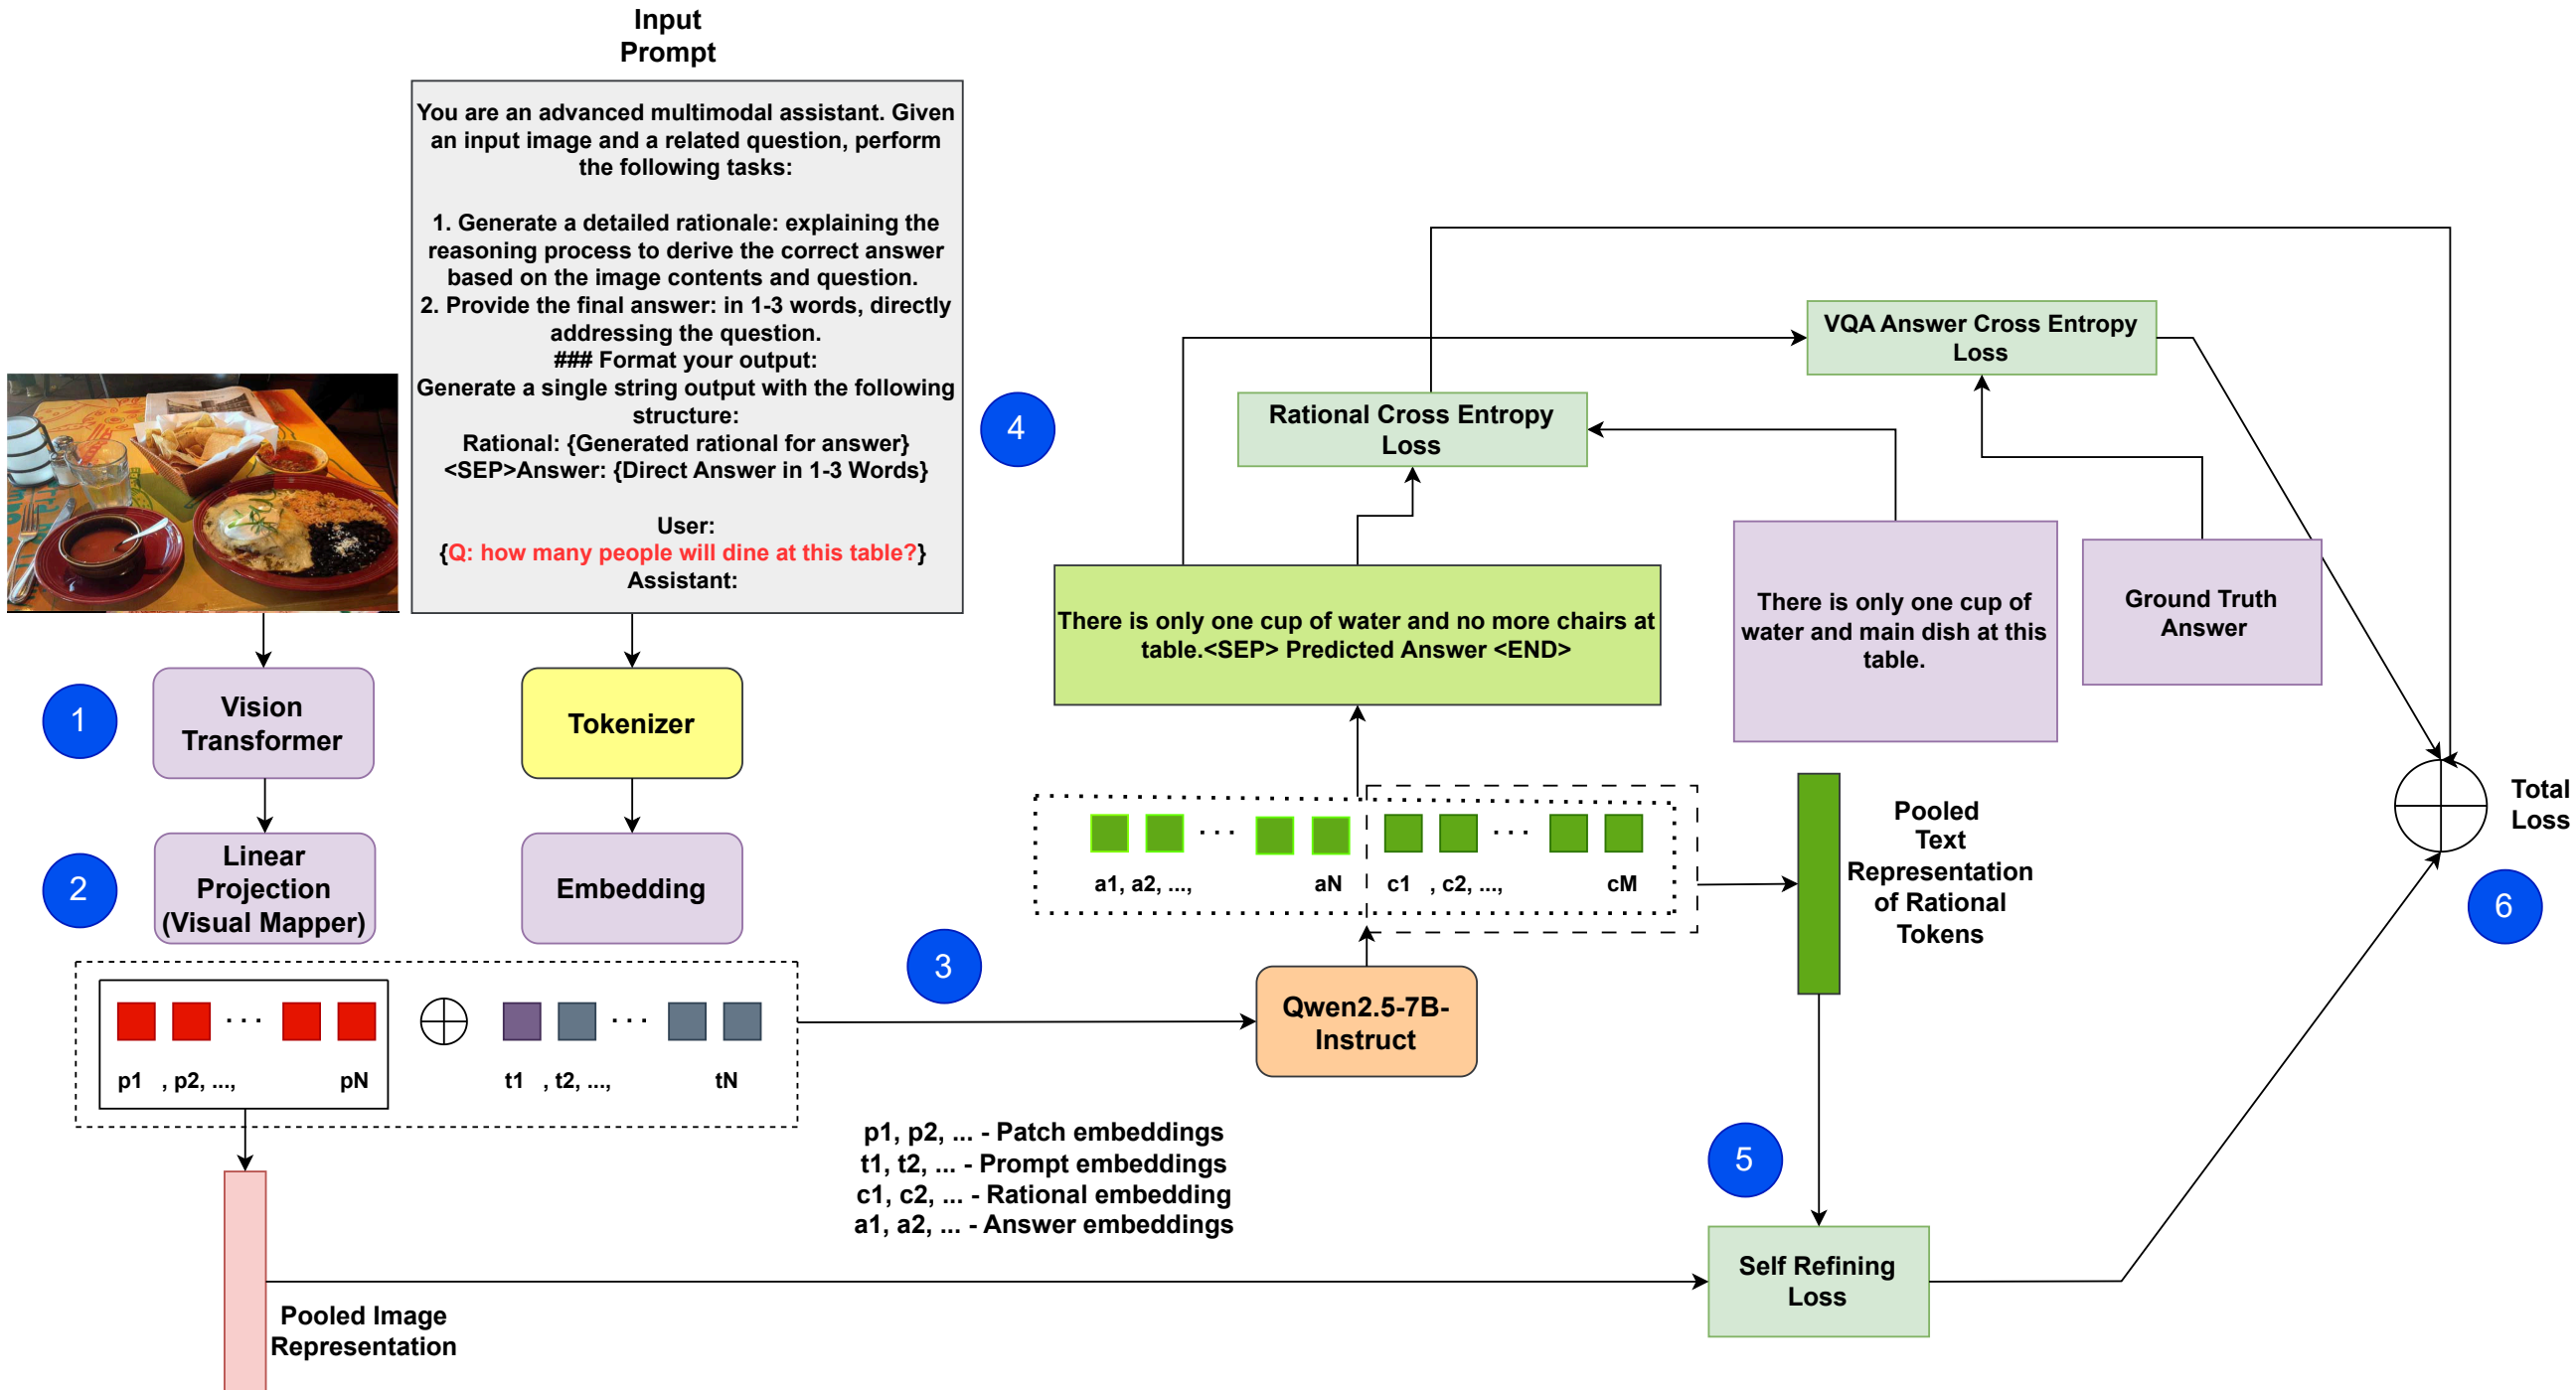 Input
Prompt
You are an advanced multimodal assistant. Given
an input image and a related question, perform
the following tasks:
1. Generate a detailed rationale: explaining the
reasoning process to derive the correct answer
based on the image contents and question.
2. Provide the final answer: in 1-3 words, directly
addressing the question.
### Format your output:
Generate a single string output with the following
structure:
Rational: {Generated rational for answer}
<SEP>Answer: {Direct Answer in 1-3 Words}
User:
{Q: how many people will dine at this table?}
Assistant:
1
Vision
Transformer
Tokenizer
2
Linear
Projection
(Visual Mapper)
Embedding
p1 , p2, ..., pN
t1 , t2, ..., tN
Pooled Image
Representation
3
p1, p2, ... - Patch embeddings
t1, t2, ... - Prompt embeddings
c1, c2, ... - Rational embedding
a1, a2, ... - Answer embeddings
Qwen2.5-7B-
Instruct
a1, a2, ..., aN
c1 , c2, ..., cM
4
There is only one cup of water and no more chairs at
table.<SEP> Predicted Answer <END>
Rational Cross Entropy
Loss
VQA Answer Cross Entropy
Loss
There is only one cup of
water and main dish at this
table.
Ground Truth
Answer
Pooled
Text
Representation
of Rational
Tokens
5
Self Refining
Loss
Total
Loss
6